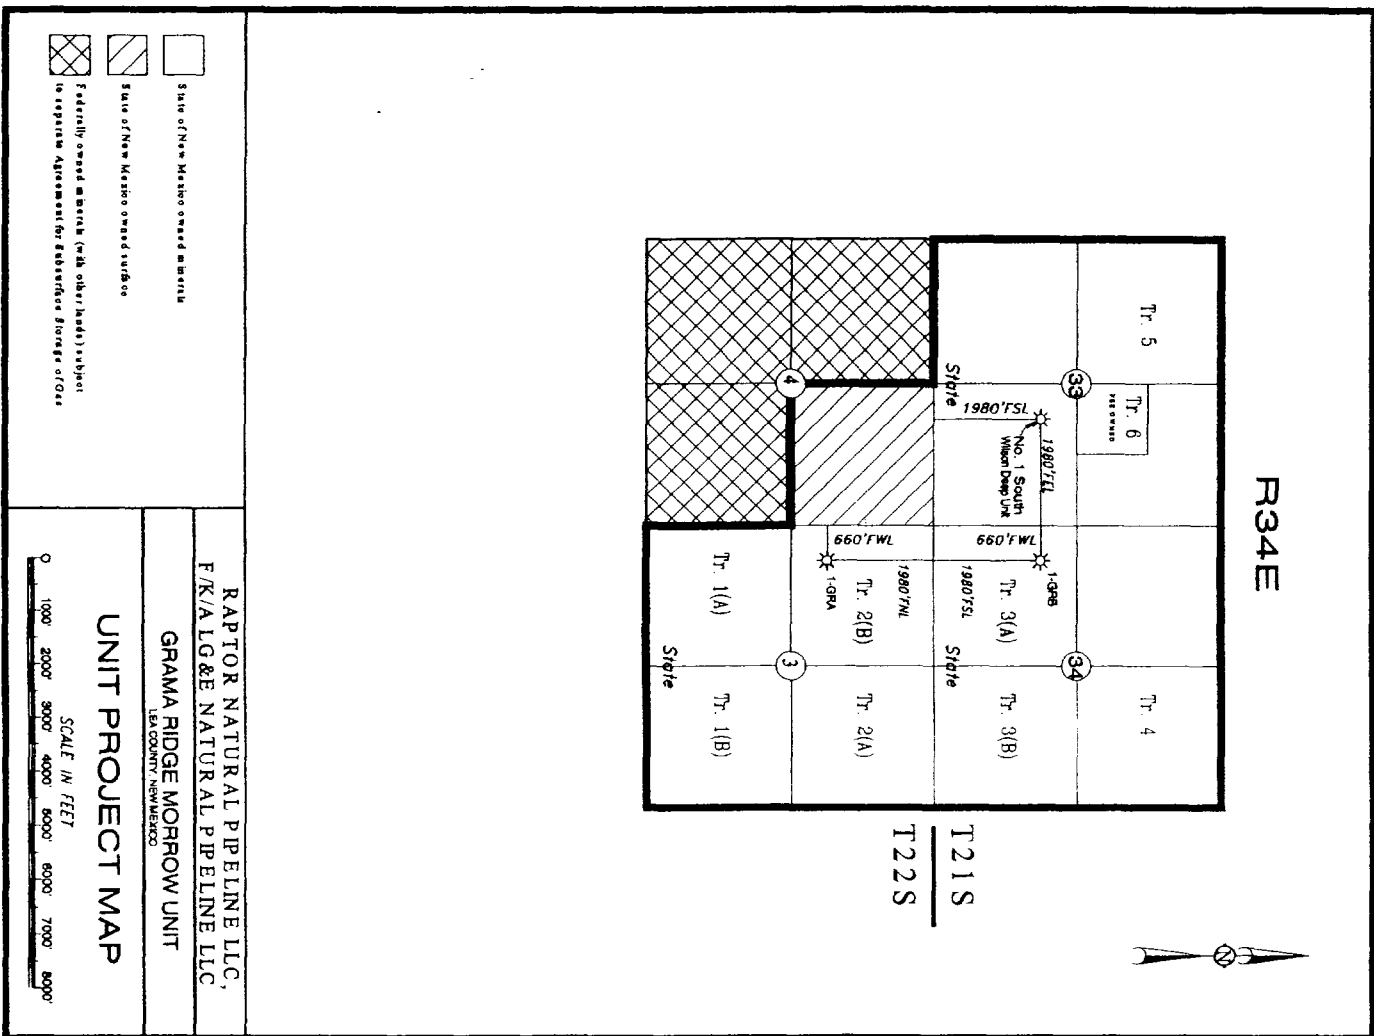 R34E
Tr. 5
33
Tr. 6
FEE OWNED
34
Tr. 4
1980'FEL
1-GRB
No. 1 South
Wilson Deep Unit
1980'FSL
660'FWL
Tr. 3(A)
Tr. 3(B)
State
1980'FSL
State
T21S
T22S
1980'FNL
Tr. 2(B)
Tr. 2(A)
660'FWL
1-GRA
4
3
Tr. 1(A)
Tr. 1(B)
State
N
State of New Mexico owned minerals
State of New Mexico owned surface
Federally owned minerals (with other lands) subject
to separate Agreement for Subsurface Storage of Gas
RAPTOR NATURAL PIPELINE LLC,
F/K/A LG&E NATURAL PIPELINE LLC
GRAMA RIDGE MORROW UNIT
LEA COUNTY, NEW MEXICO
UNIT PROJECT MAP
SCALE IN FEET
0 1000' 2000' 3000' 4000' 5000' 6000' 7000' 8000'